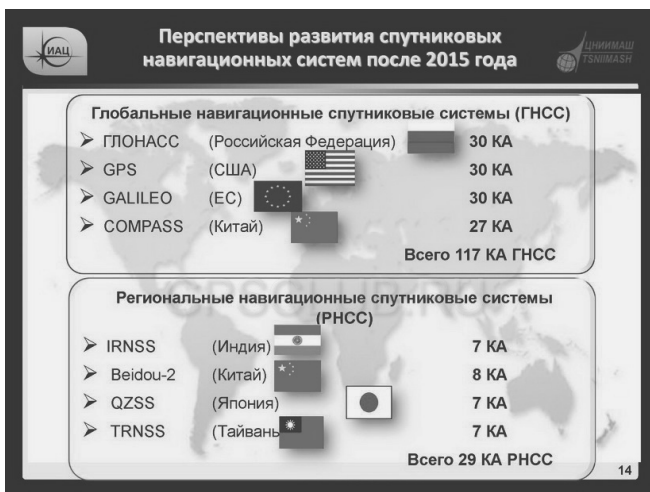 ИАЦ
Перспективы развития спутниковых
навигационных систем после 2015 года
ЦНИИМАШ
TSNIIMASH
Глобальные навигационные спутниковые системы (ГНСС)
ГЛОНАСС (Российская Федерация) 30 КА
GPS (США) 30 КА
GALILEO (ЕС) 30 КА
COMPASS (Китай) 27 КА
Всего 117 КА ГНСС
GPSCLUB.RU
Региональные навигационные спутниковые системы
(РНСС)
IRNSS (Индия) 7 КА
Beidou-2 (Китай) 8 КА
QZSS (Япония) 7 КА
TRNSS (Тайвань 7 КА
Всего 29 КА РНСС
14